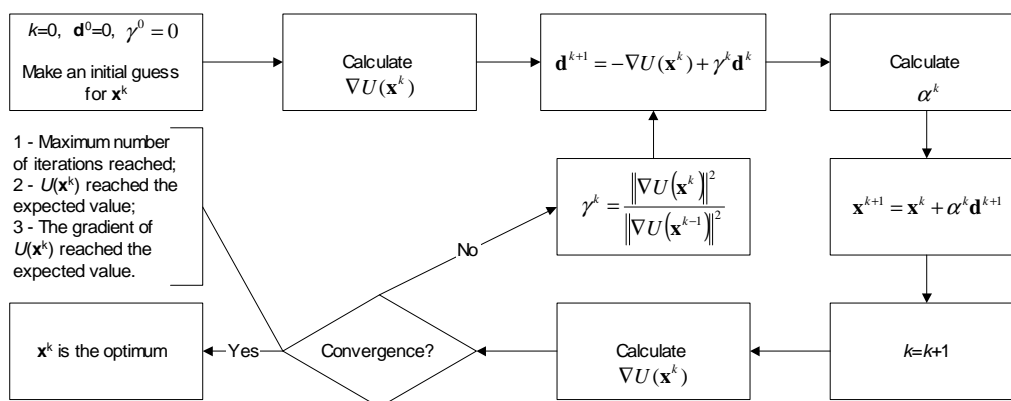 k=0, d⁰=0, γ⁰ = 0
Make an initial guess
for xᵏ
Calculate
∇U(xᵏ)
dᵏ⁺¹ = −∇U(xᵏ) + γᵏdᵏ
Calculate
αᵏ
1 - Maximum number
of iterations reached;
2 - U(xᵏ) reached the
expected value;
3 - The gradient of
U(xᵏ) reached the
expected value.
γᵏ = ‖∇U(xᵏ)‖² / ‖∇U(xᵏ⁻¹)‖²
xᵏ⁺¹ = xᵏ + αᵏdᵏ⁺¹
No
xᵏ is the optimum
Yes
Convergence?
Calculate
∇U(xᵏ)
k=k+1